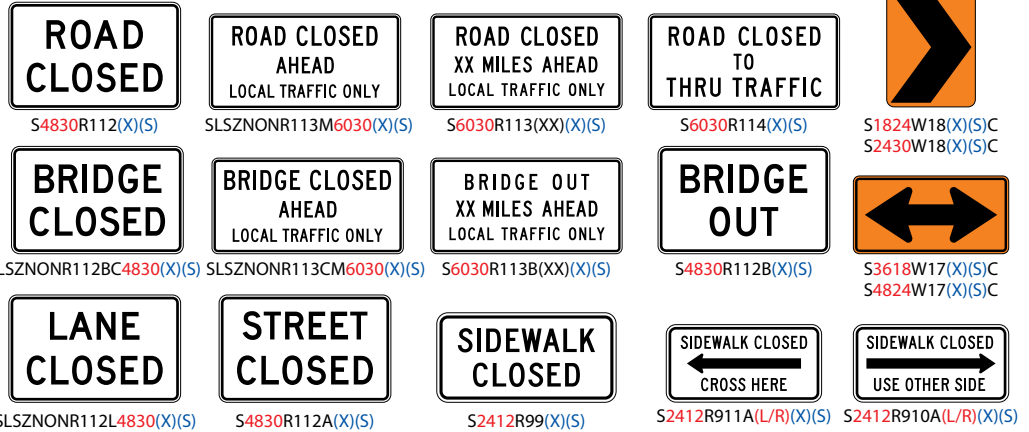 ROAD
CLOSED
S4830R112(X)(S)
ROAD CLOSED
AHEAD
LOCAL TRAFFIC ONLY
SLSZNONR113M6030(X)(S)
ROAD CLOSED
XX MILES AHEAD
LOCAL TRAFFIC ONLY
S6030R113(XX)(X)(S)
ROAD CLOSED
TO
THRU TRAFFIC
S6030R114(X)(S)
S1824W18(X)(S)C
S2430W18(X)(S)C
BRIDGE
CLOSED
LSZNONR112BC4830(X)(S)
BRIDGE CLOSED
AHEAD
LOCAL TRAFFIC ONLY
SLSZNONR113CM6030(X)(S)
BRIDGE OUT
XX MILES AHEAD
LOCAL TRAFFIC ONLY
S6030R113B(XX)(X)(S)
BRIDGE
OUT
S4830R112B(X)(S)
S3618W17(X)(S)C
S4824W17(X)(S)C
LANE
CLOSED
SLSZNONR112L4830(X)(S)
STREET
CLOSED
S4830R112A(X)(S)
SIDEWALK
CLOSED
S2412R99(X)(S)
SIDEWALK CLOSED
CROSS HERE
S2412R911A(L/R)(X)(S)
SIDEWALK CLOSED
USE OTHER SIDE
S2412R910A(L/R)(X)(S)